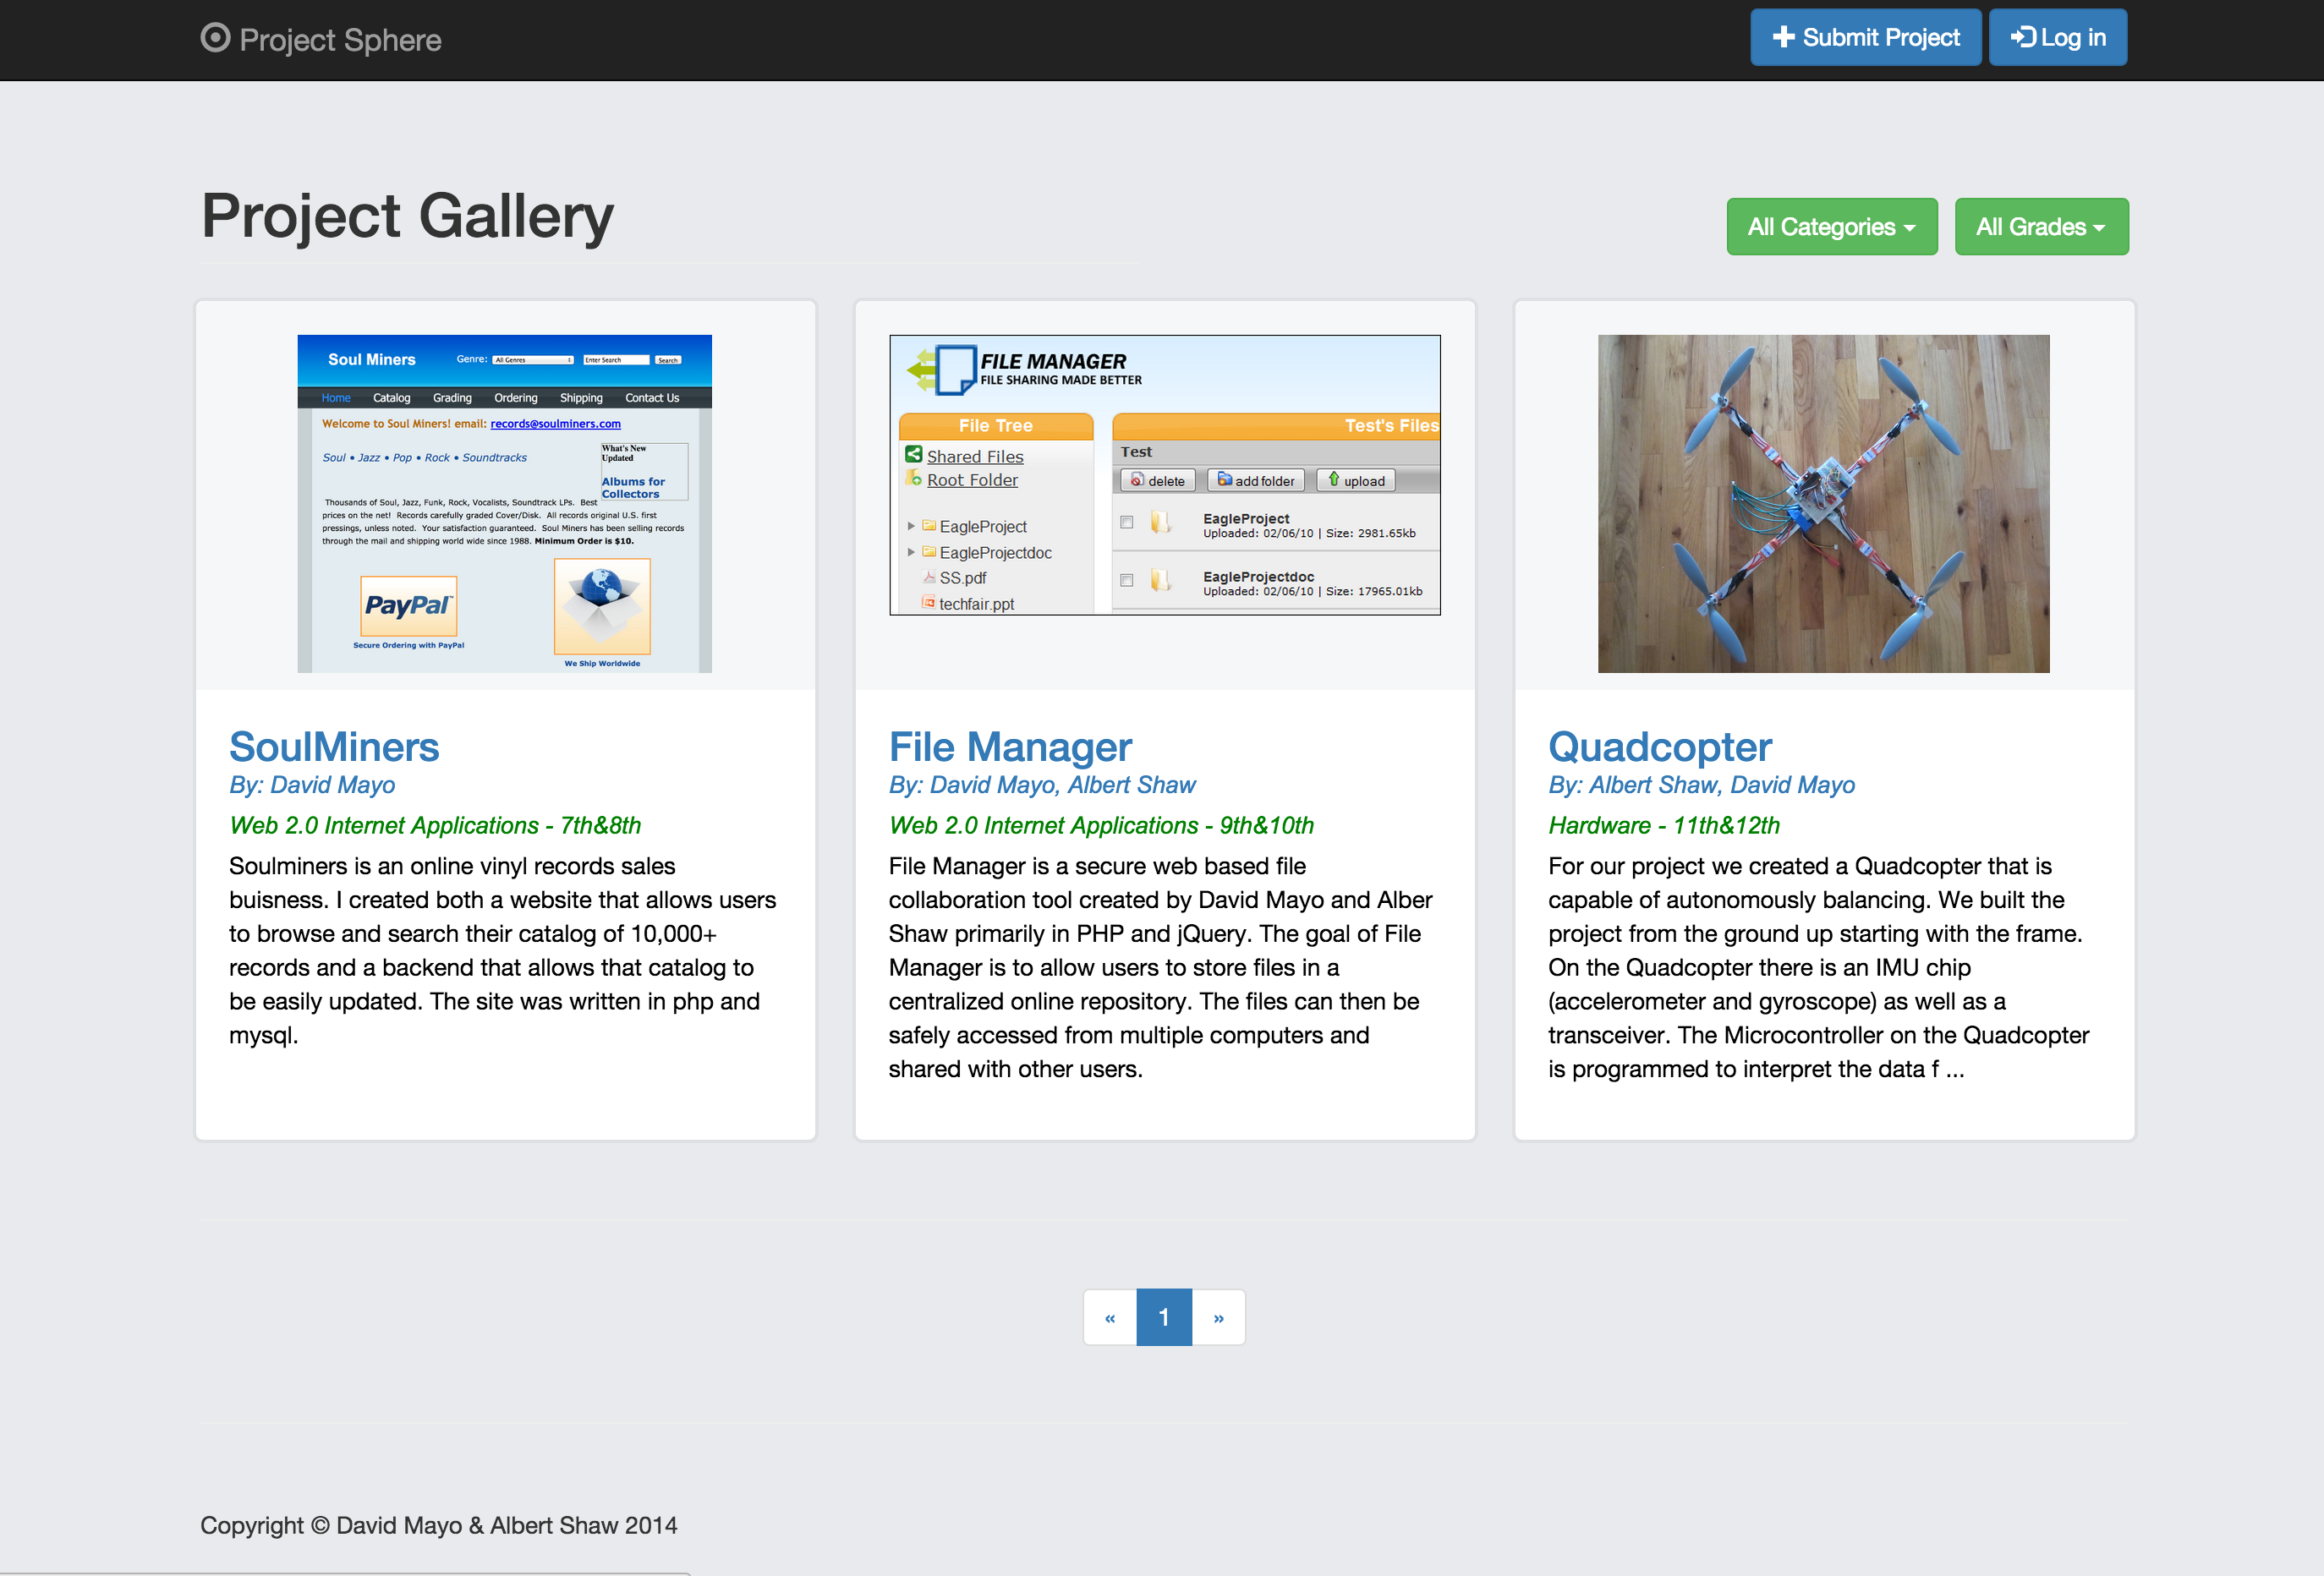 Project Sphere
Submit Project
Log in
Project Gallery
All Categories
All Grades
Soul Miners
Genre:
All Genres
Enter Search
Search
Home Catalog Grading Ordering Shipping Contact Us
Welcome to Soul Miners! email: records@soulminers.com
What's New
Updated
Soul • Jazz • Pop • Rock • Soundtracks
Albums for
Collectors
Thousands of Soul, Jazz, Funk, Rock, Vocalists, Soundtrack LPs. Best
prices on the net! Records carefully graded Cover/Disk. All records original U.S. first
pressings, unless noted. Your satisfaction guaranteed. Soul Miners has been selling records
through the mail and shipping world wide since 1988. Minimum Order is $10.
PayPal™
Secure Ordering with PayPal
We Ship Worldwide
SoulMiners
By: David Mayo
Web 2.0 Internet Applications - 7th&8th
Soulminers is an online vinyl records sales
buisness. I created both a website that allows users
to browse and search their catalog of 10,000+
records and a backend that allows that catalog to
be easily updated. The site was written in php and
mysql.
FILE MANAGER
FILE SHARING MADE BETTER
File Tree
Shared Files
Root Folder
EagleProject
EagleProjectdoc
SS.pdf
techfair.ppt
Test's Files
Test
delete
add folder
upload
EagleProject
Uploaded: 02/06/10 | Size: 2981.65kb
EagleProjectdoc
Uploaded: 02/06/10 | Size: 17965.01kb
File Manager
By: David Mayo, Albert Shaw
Web 2.0 Internet Applications - 9th&10th
File Manager is a secure web based file
collaboration tool created by David Mayo and Alber
Shaw primarily in PHP and jQuery. The goal of File
Manager is to allow users to store files in a
centralized online repository. The files can then be
safely accessed from multiple computers and
shared with other users.
Quadcopter
By: Albert Shaw, David Mayo
Hardware - 11th&12th
For our project we created a Quadcopter that is
capable of autonomously balancing. We built the
project from the ground up starting with the frame.
On the Quadcopter there is an IMU chip
(accelerometer and gyroscope) as well as a
transceiver. The Microcontroller on the Quadcopter
is programmed to interpret the data f ...
« 1 »
Copyright © David Mayo & Albert Shaw 2014